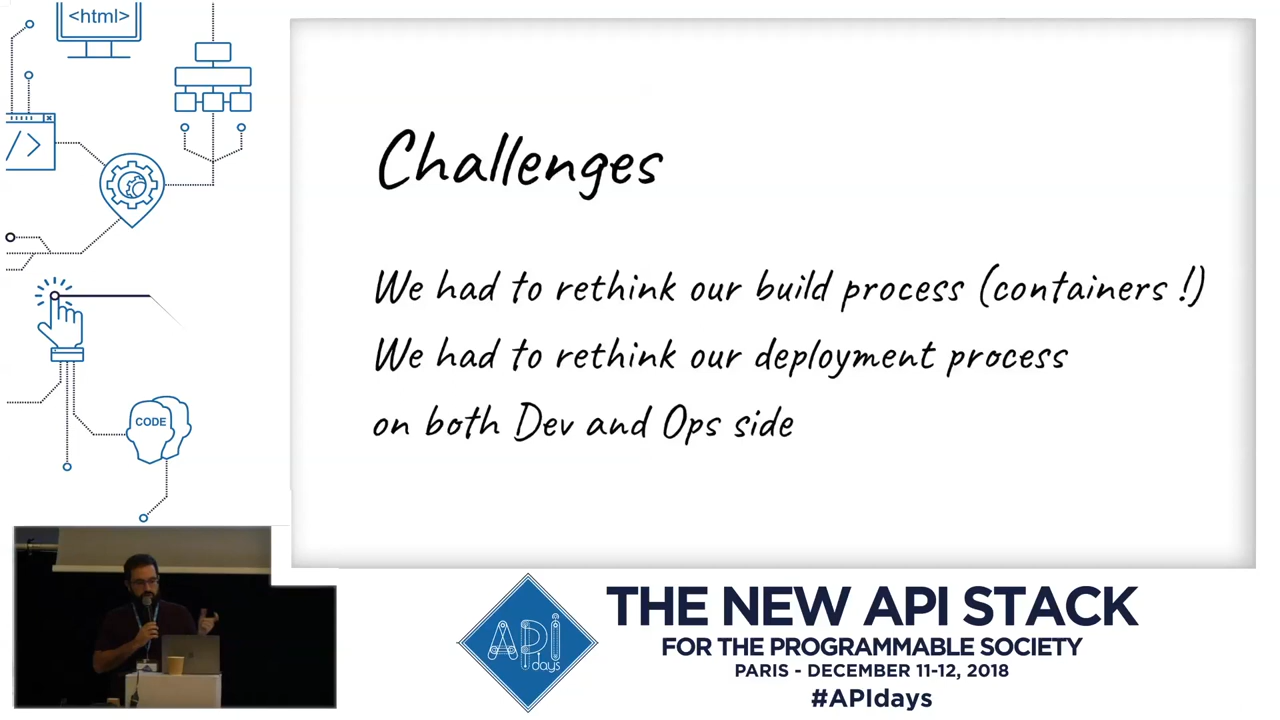 <html>
</>
CODE
Challenges
We had to rethink our build process (containers !)
We had to rethink our deployment process
on both Dev and Ops side
API
days
THE NEW API STACK
FOR THE PROGRAMMABLE SOCIETY
PARIS - DECEMBER 11-12, 2018
#APIdays